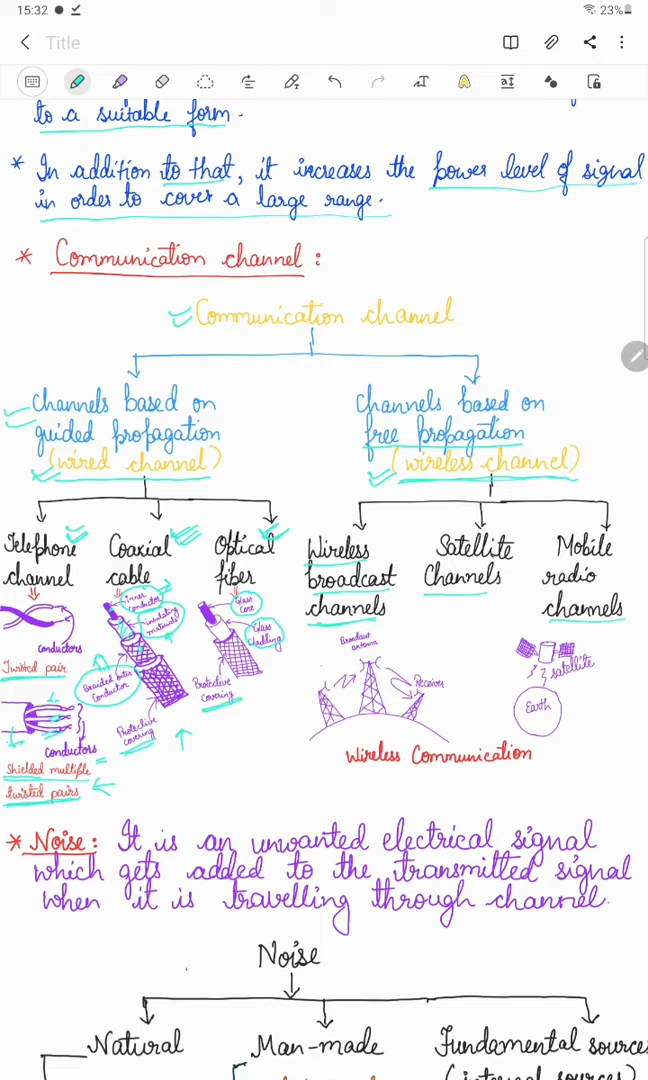 15:32
23%
Title
to a suitable form.
* In addition to that, it increases the power level of signal
in order to cover a large range.
* Communication channel :
Communication channel
Channels based on
guided propagation
(wired channel)
Channels based on
free propagation
(wireless channel)
Telephone
channel
Coaxial
cable
Optical
fiber
Wireless
broadcast
channels
Satellite
Channels
Mobile
radio
channels
conductors
Twisted pair
conductors
Shielded multiple
twisted pairs
inner
conductor
insulating
materials
Braided outer
conductor
Protective
covering
Glass
Core
Glass
cladding
Protective
covering
Broadcast
antenna
Receiver
satellite
Earth
Wireless Communication
* Noise: It is an unwanted electrical signal
which gets added to the transmitted signal
when it is travelling through channel.
Noise
Natural
Man-made
Fundamental sources
(internal sources)